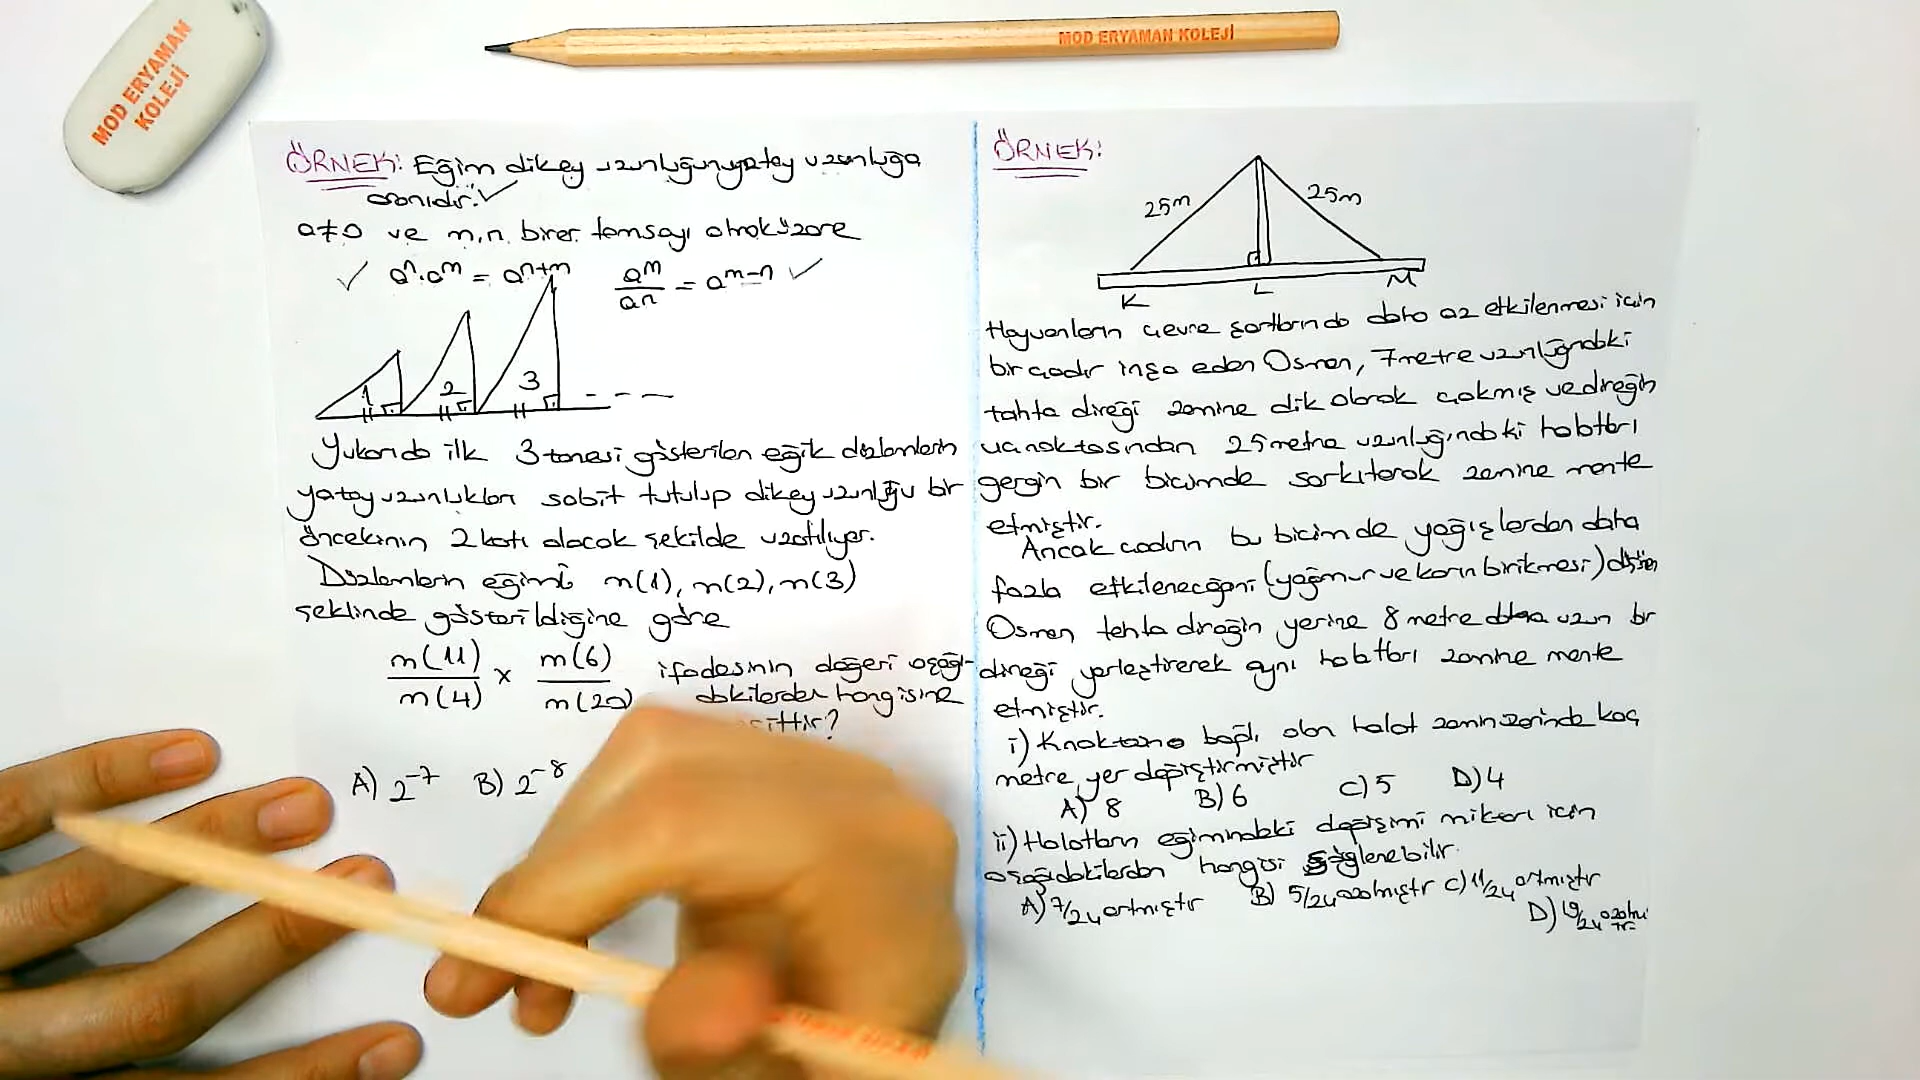 MOD ERYAMAN
KOLEJİ
MOD ERYAMAN KOLEJİ
ÖRNEK: Eğim dikey uzunluğun yatay uzunluğa
oranıdır.
a≠0 ve m,n birer tamsayı olmak üzere
aⁿ.aᵐ = aⁿ⁺ᵐ aᵐ/aⁿ = aᵐ⁻ⁿ
1 2 3 - - -
Yukarıda ilk 3 tanesi gösterilen eğik düzlemlerin
yatay uzunlukları sabit tutulup dikey uzunluğu bir
öncekinin 2 katı olacak şekilde uzatılıyor.
Düzlemlerin eğimi m(1), m(2), m(3)
şeklinde gösterildiğine göre
m(11)/m(4) x m(6)/m(20) ifadesinin değeri aşağı-
dakilerden hangisine
eşittir?
A) 2⁻⁷ B) 2⁻⁸
ÖRNEK:
25m 25m
K L M
Hayvanların çevre şartlarında daha az etkilenmesi için
bir çadır inşa eden Osman, 7 metre uzunluğndaki
tahta direği zemine dik olarak çakmış ve direğin
uç noktasından 25 metre uzunluğundaki halatları
gergin bir biçimde sarkıtarak zemine monte
etmiştir.
Ancak çadırın bu biçimde yağışlardan daha
fazla etkileneceğini (yağmur ve karın birikmesi) düşünen
Osman tahta direğin yerine 8 metre daha uzun bir
direği yerleştirerek aynı halatları zemine monte
etmiştir.
i) K noktasına bağlı olan halat zemin üzerinde kaç
metre yer değiştirmiştir
A) 8 B) 6 C) 5 D) 4
ii) Halatların eğimindeki değişimi miktarı için
aşağıdakilerden hangisi söylenebilir.
A) 7/24 artmıştır B) 5/24 azalmıştır C) 11/24 artmıştır
D) 19/24 azalmıştır